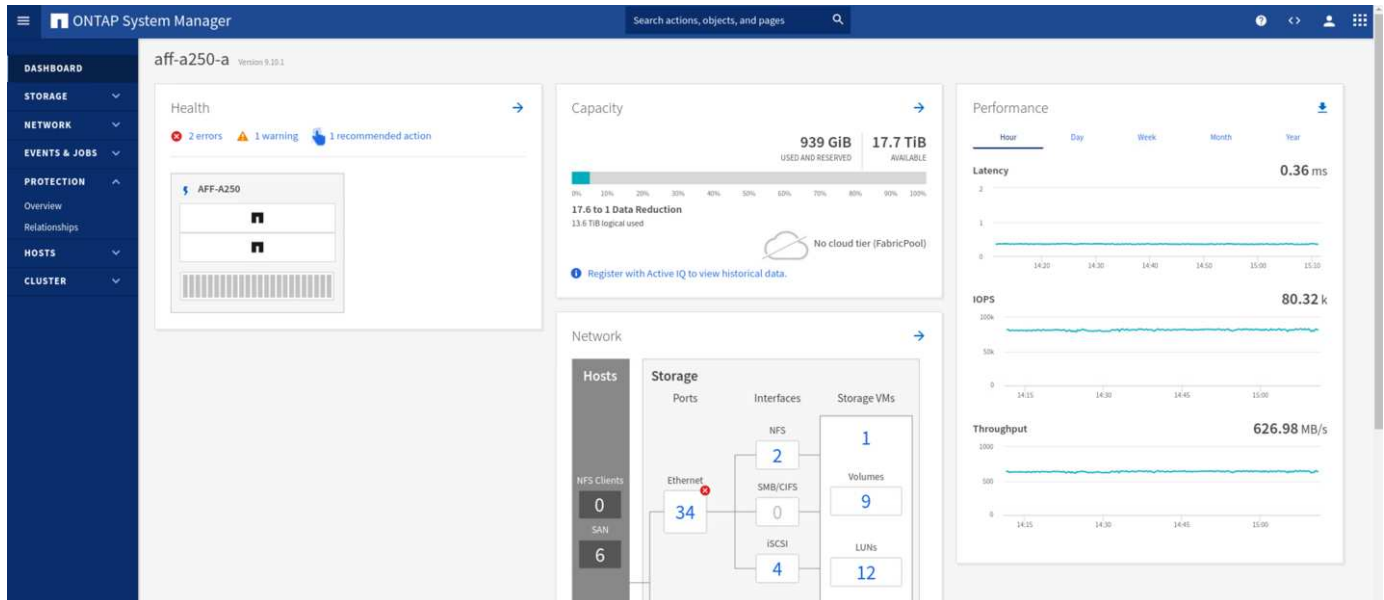 ONTAP System Manager
Search actions, objects, and pages
DASHBOARD
STORAGE
NETWORK
EVENTS & JOBS
PROTECTION
Overview
Relationships
HOSTS
CLUSTER
aff-a250-a Version 9.10.1
Health
2 errors 1 warning 1 recommended action
AFF-A250
Capacity
939 GiB 17.7 TiB
USED AND RESERVED AVAILABLE
0% 10% 20% 30% 40% 50% 60% 70% 80% 90% 100%
17.6 to 1 Data Reduction
13.6 TiB logical used
No cloud tier (FabricPool)
Register with Active IQ to view historical data.
Network
Hosts
NFS Clients
0
SAN
6
Storage
Ports Interfaces Storage VMs
Ethernet
34
NFS
2
SMB/CIFS
0
iSCSI
4
1
Volumes
9
LUNs
12
Performance
Hour Day Week Month Year
Latency 0.36 ms
2
1
0
14:20 14:30 14:40 14:50 15:00 15:10
IOPS 80.32 k
200k
50k
0
14:15 14:30 14:45 15:00
Throughput 626.98 MB/s
1000
500
0
14:15 14:30 14:45 15:00